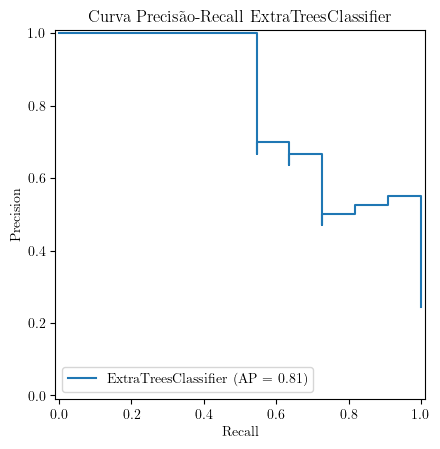 Curva Precisão-Recall ExtraTreesClassifier
1.0
0.8
0.6
0.4
0.2
0.0
Precision
ExtraTreesClassifier (AP = 0.81)
0.0 0.2 0.4 0.6 0.8 1.0
Recall